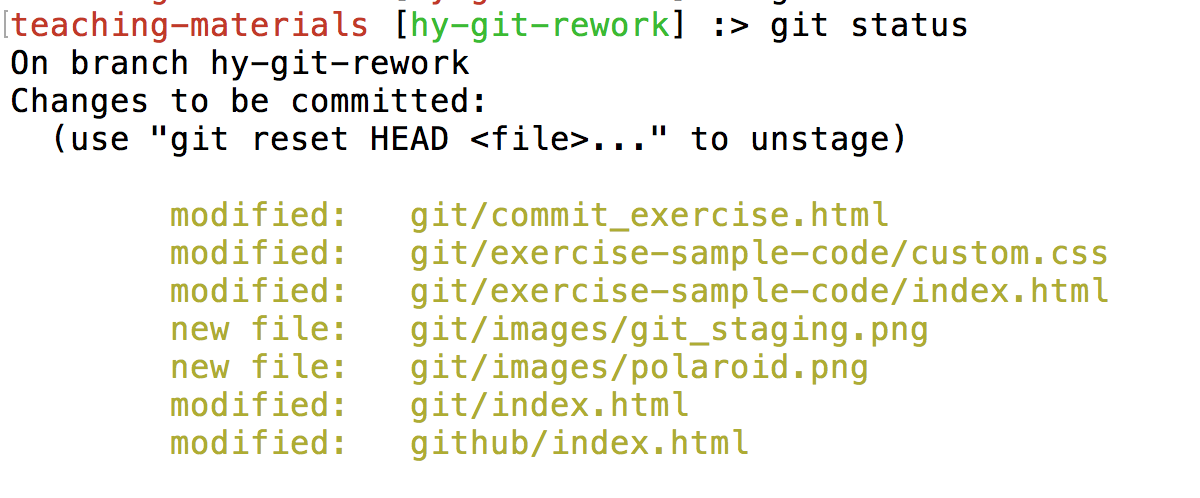 [teaching-materials [hy-git-rework] :> git status
On branch hy-git-rework
Changes to be committed:
  (use "git reset HEAD <file>..." to unstage)

        modified:   git/commit_exercise.html
        modified:   git/exercise-sample-code/custom.css
        modified:   git/exercise-sample-code/index.html
        new file:   git/images/git_staging.png
        new file:   git/images/polaroid.png
        modified:   git/index.html
        modified:   github/index.html